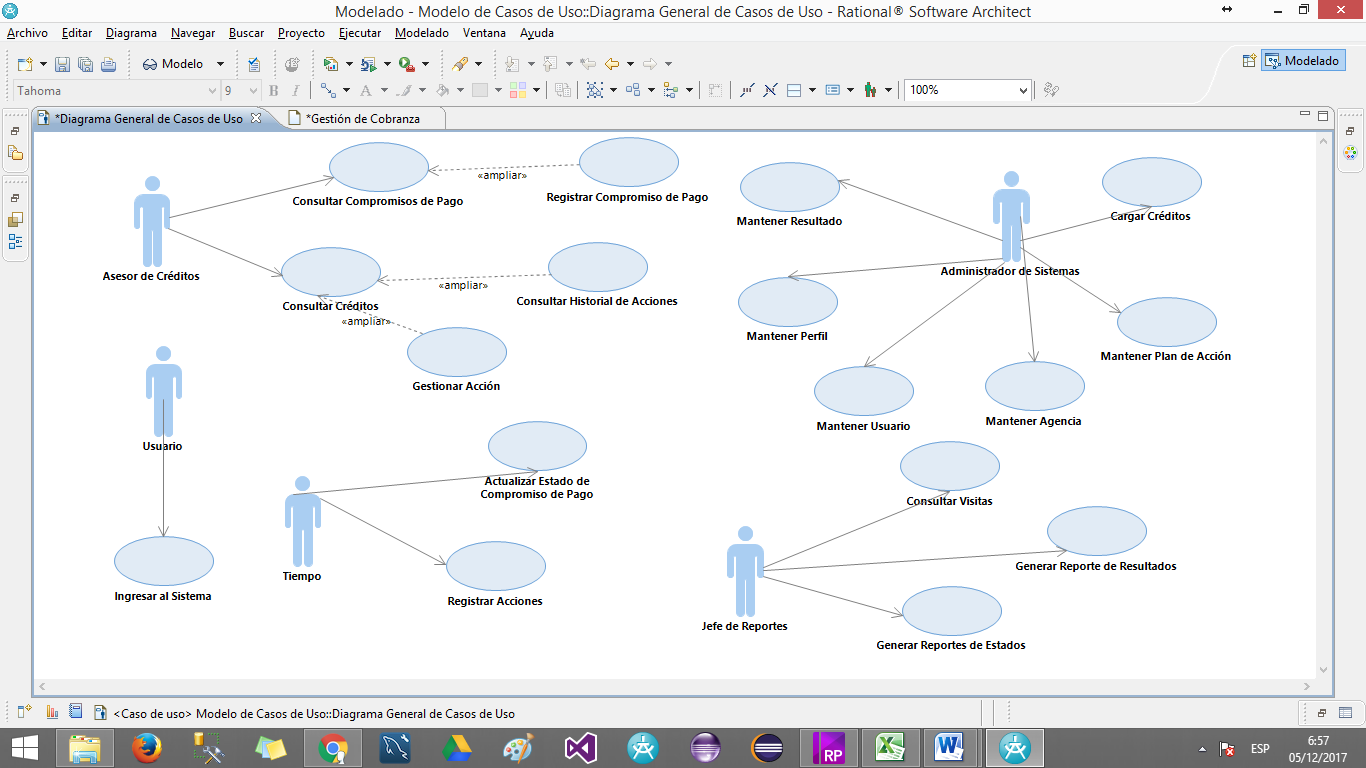 Modelado - Modelo de Casos de Uso::Diagrama General de Casos de Uso - Rational® Software Architect
Archivo Editar Diagrama Navegar Buscar Proyecto Ejecutar Modelado Ventana Ayuda
Modelo
Modelado
Tahoma 9 B I A 100%
*Diagrama General de Casos de Uso *Gestión de Cobranza
«ampliar»
Consultar Compromisos de Pago
Registrar Compromiso de Pago
Asesor de Créditos
«ampliar»
Consultar Créditos
Consultar Historial de Acciones
«ampliar»
Gestionar Acción
Usuario
Ingresar al Sistema
Actualizar Estado de
Compromiso de Pago
Tiempo
Registrar Acciones
Mantener Resultado
Cargar Créditos
Administrador de Sistemas
Mantener Perfil
Mantener Plan de Acción
Mantener Usuario
Mantener Agencia
Consultar Visitas
Generar Reporte de Resultados
Jefe de Reportes
Generar Reportes de Estados
<Caso de uso> Modelo de Casos de Uso::Diagrama General de Casos de Uso
RP
ESP
6:57
05/12/2017